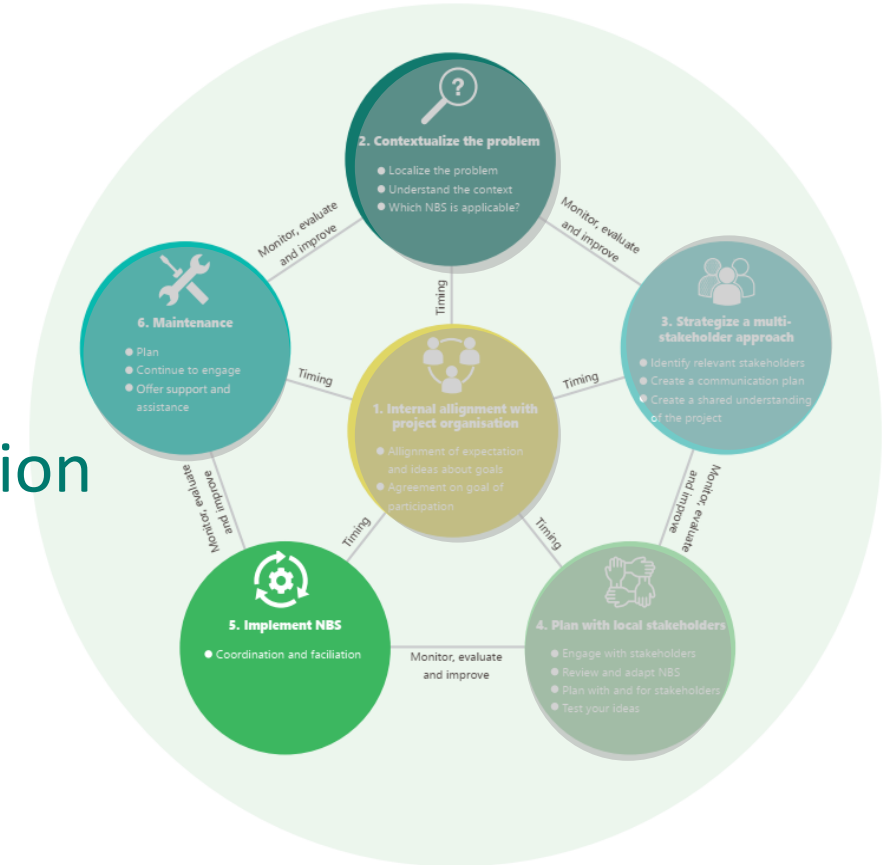 ?
2. Contextualize the problem
● Localize the problem
● Understand the context
● Which NBS is applicable?
Monitor, evaluate
and improve
Monitor, evaluate
and improve
Timing
6. Maintenance
● Plan
● Continue to engage
● Offer support and
assistance
3. Strategize a multi-
stakeholder approach
● Identify relevant stakeholders
● Create a communication plan
● Create a shared understanding
of the project
Timing
Timing
1. Internal allignment with
project organisation
● Allignment of expectation
and ideas about goals
● Agreement on goal of
participation
ion
Monitor, evaluate
and improve
Monitor, evaluate
and improve
Timing
Timing
5. Implement NBS
● Coordination and faciliation
Monitor, evaluate
and improve
4. Plan with local stakeholders
● Engage with stakeholders
● Review and adapt NBS
● Plan with and for stakeholders
● Test your ideas